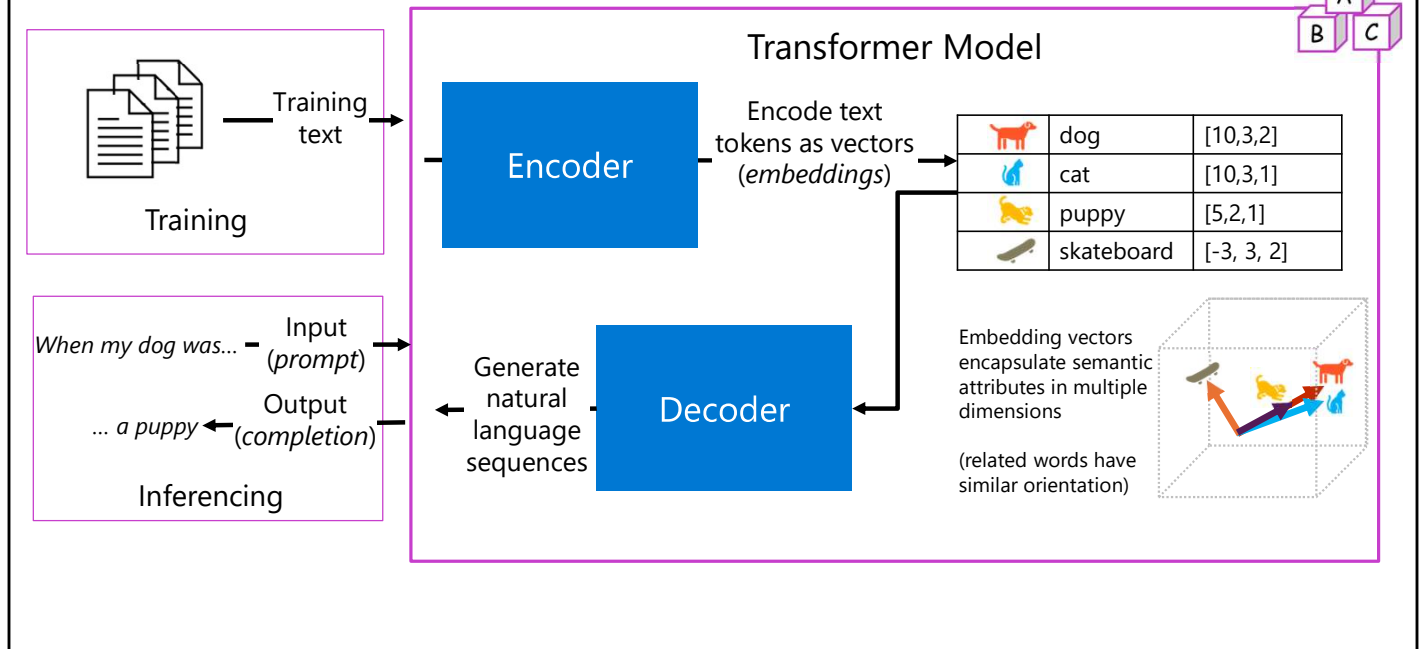 A
B
C
Transformer Model
Training
text
Training
Encoder
Encode text
tokens as vectors
(embeddings)
dog [10,3,2]
cat [10,3,1]
puppy [5,2,1]
skateboard [-3, 3, 2]
When my dog was...
Input
(prompt)
Output
(completion)
... a puppy
Inferencing
Generate
natural
language
sequences
Decoder
Embedding vectors
encapsulate semantic
attributes in multiple
dimensions
(related words have
similar orientation)